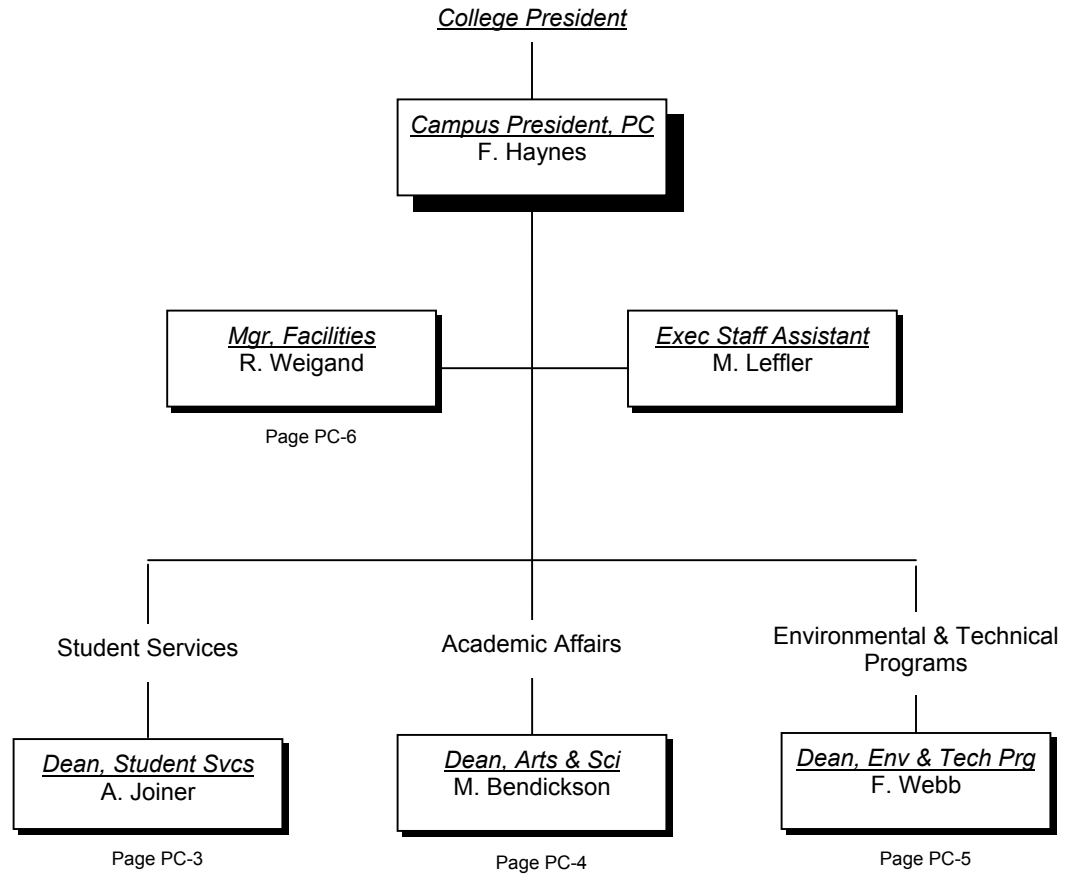 College President
Campus President, PC
F. Haynes
Mgr, Facilities
R. Weigand
Exec Staff Assistant
M. Leffler
Page PC-6
Student Services
Academic Affairs
Environmental & Technical
Programs
Dean, Student Svcs
A. Joiner
Dean, Arts & Sci
M. Bendickson
Dean, Env & Tech Prg
F. Webb
Page PC-3
Page PC-4
Page PC-5